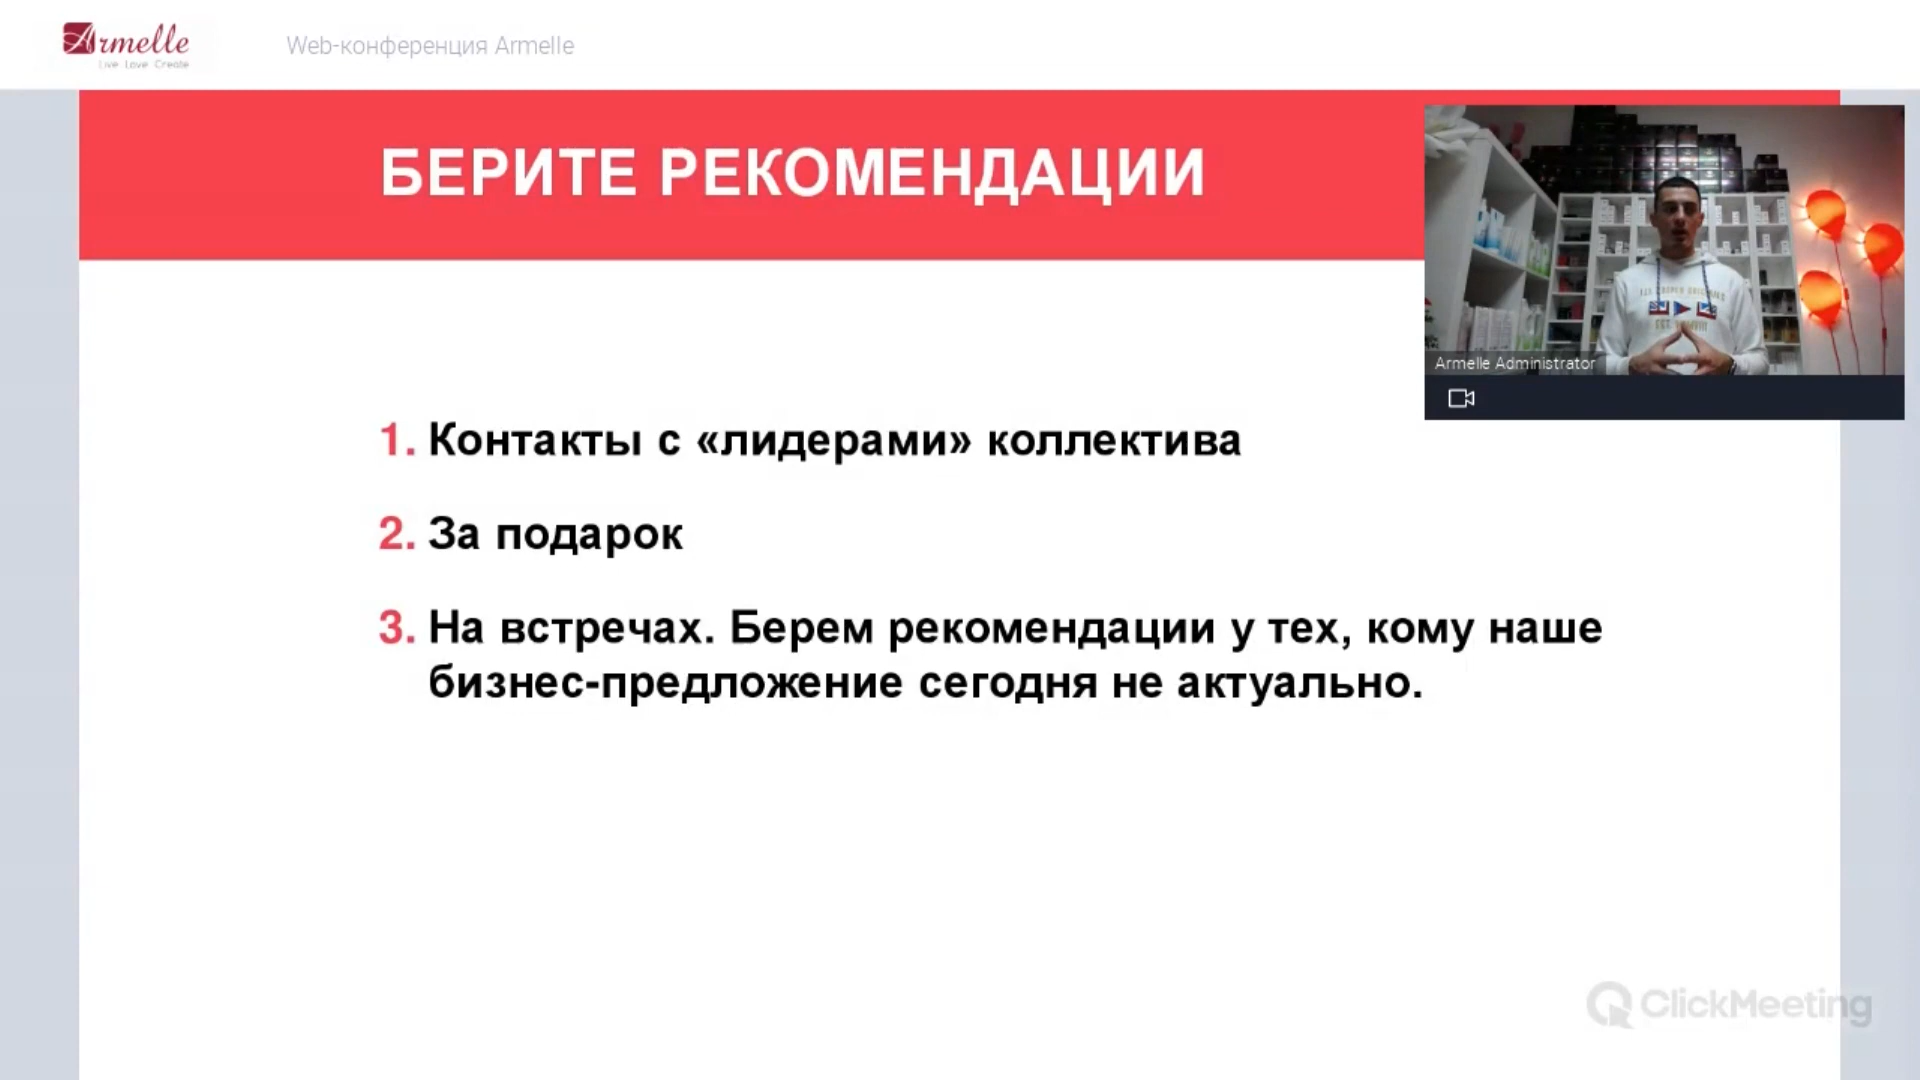 Armelle
Live Love Create
Web-конференция Armelle
БЕРИТЕ РЕКОМЕНДАЦИИ
Armelle Administrator
1. Контакты с «лидерами» коллектива
2. За подарок
3. На встречах. Берем рекомендации у тех, кому наше
бизнес-предложение сегодня не актуально.
ClickMeeting